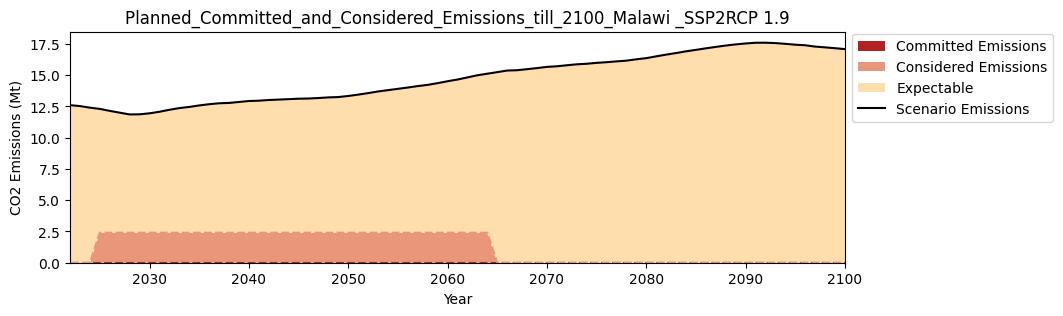 Planned_Committed_and_Considered_Emissions_till_2100_Malawi _SSP2RCP 1.9
17.5
15.0
12.5
10.0
7.5
5.0
2.5
0.0
CO2 Emissions (Mt)
2030 2040 2050 2060 2070 2080 2090 2100
Year
Committed Emissions
Considered Emissions
Expectable
Scenario Emissions